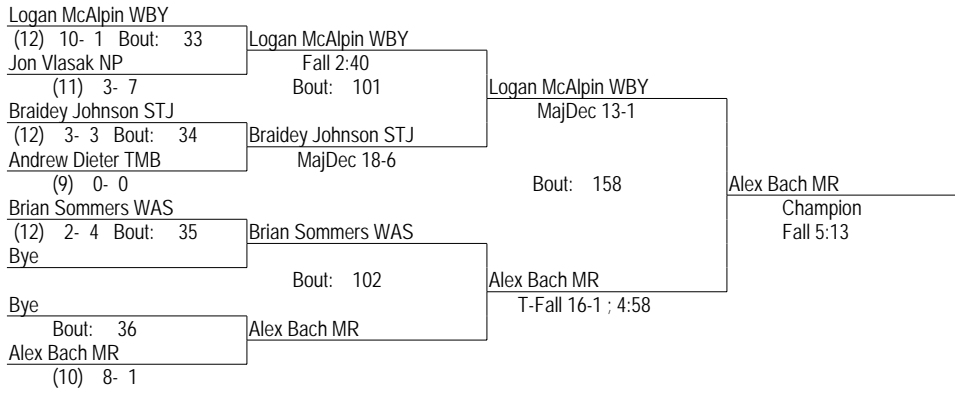 Logan McAlpin WBY
(12) 10- 1 Bout: 33
Logan McAlpin WBY
Jon Vlasak NP
Fall 2:40
(11) 3- 7
Bout: 101
Logan McAlpin WBY
Braidey Johnson STJ
MajDec 13-1
(12) 3- 3 Bout: 34
Braidey Johnson STJ
Andrew Dieter TMB
MajDec 18-6
(9) 0- 0
Bout: 158
Alex Bach MR
Brian Sommers WAS
Champion
(12) 2- 4 Bout: 35
Brian Sommers WAS
Fall 5:13
Bye
Bout: 102
Alex Bach MR
Bye
T-Fall 16-1 ; 4:58
Bout: 36
Alex Bach MR
Alex Bach MR
(10) 8- 1